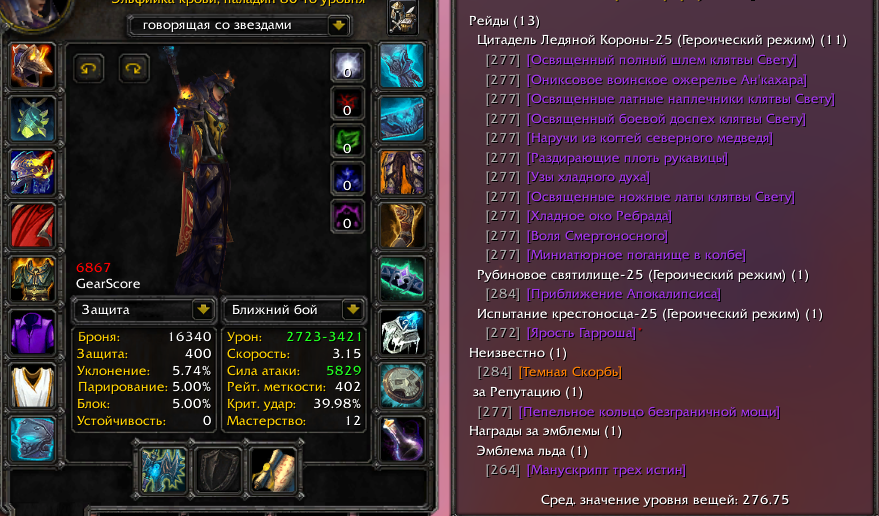 Эльфийка крови, паладин 80-го уровня
говорящая со звездами
0
0
0
0
0
6867
GearScore
Защита
Ближний бой
Броня: 16340
Защита: 400
Уклонение: 5.74%
Парирование: 5.00%
Блок: 5.00%
Устойчивость: 0
Урон: 2723-3421
Скорость: 3.15
Сила атаки: 5829
Рейт. меткости: 402
Крит. удар: 39.98%
Мастерство: 12
Рейды (13)
Цитадель Ледяной Короны-25 (Героический режим) (11)
[277] [Освященный полный шлем клятвы Свету]
[277] [Ониксовое воинское ожерелье Ан'кахара]
[277] [Освященные латные наплечники клятвы Свету]
[277] [Освященный боевой доспех клятвы Свету]
[277] [Наручи из когтей северного медведя]
[277] [Раздирающие плоть рукавицы]
[277] [Узы хладного духа]
[277] [Освященные ножные латы клятвы Свету]
[277] [Хладное око Ребрада]
[277] [Воля Смертоносного]
[277] [Миниатюрное поганище в колбе]
Рубиновое святилище-25 (Героический режим) (1)
[284] [Приближение Апокалипсиса]
Испытание крестоносца-25 (Героический режим) (1)
[272] [Ярость Гарроша]
Неизвестно (1)
[284] [Темная Скорбь]
за Репутацию (1)
[277] [Пепельное кольцо безграничной мощи]
Награды за эмблемы (1)
Эмблема льда (1)
[264] [Манускрипт трех истин]
Сред. значение уровня вещей: 276.75